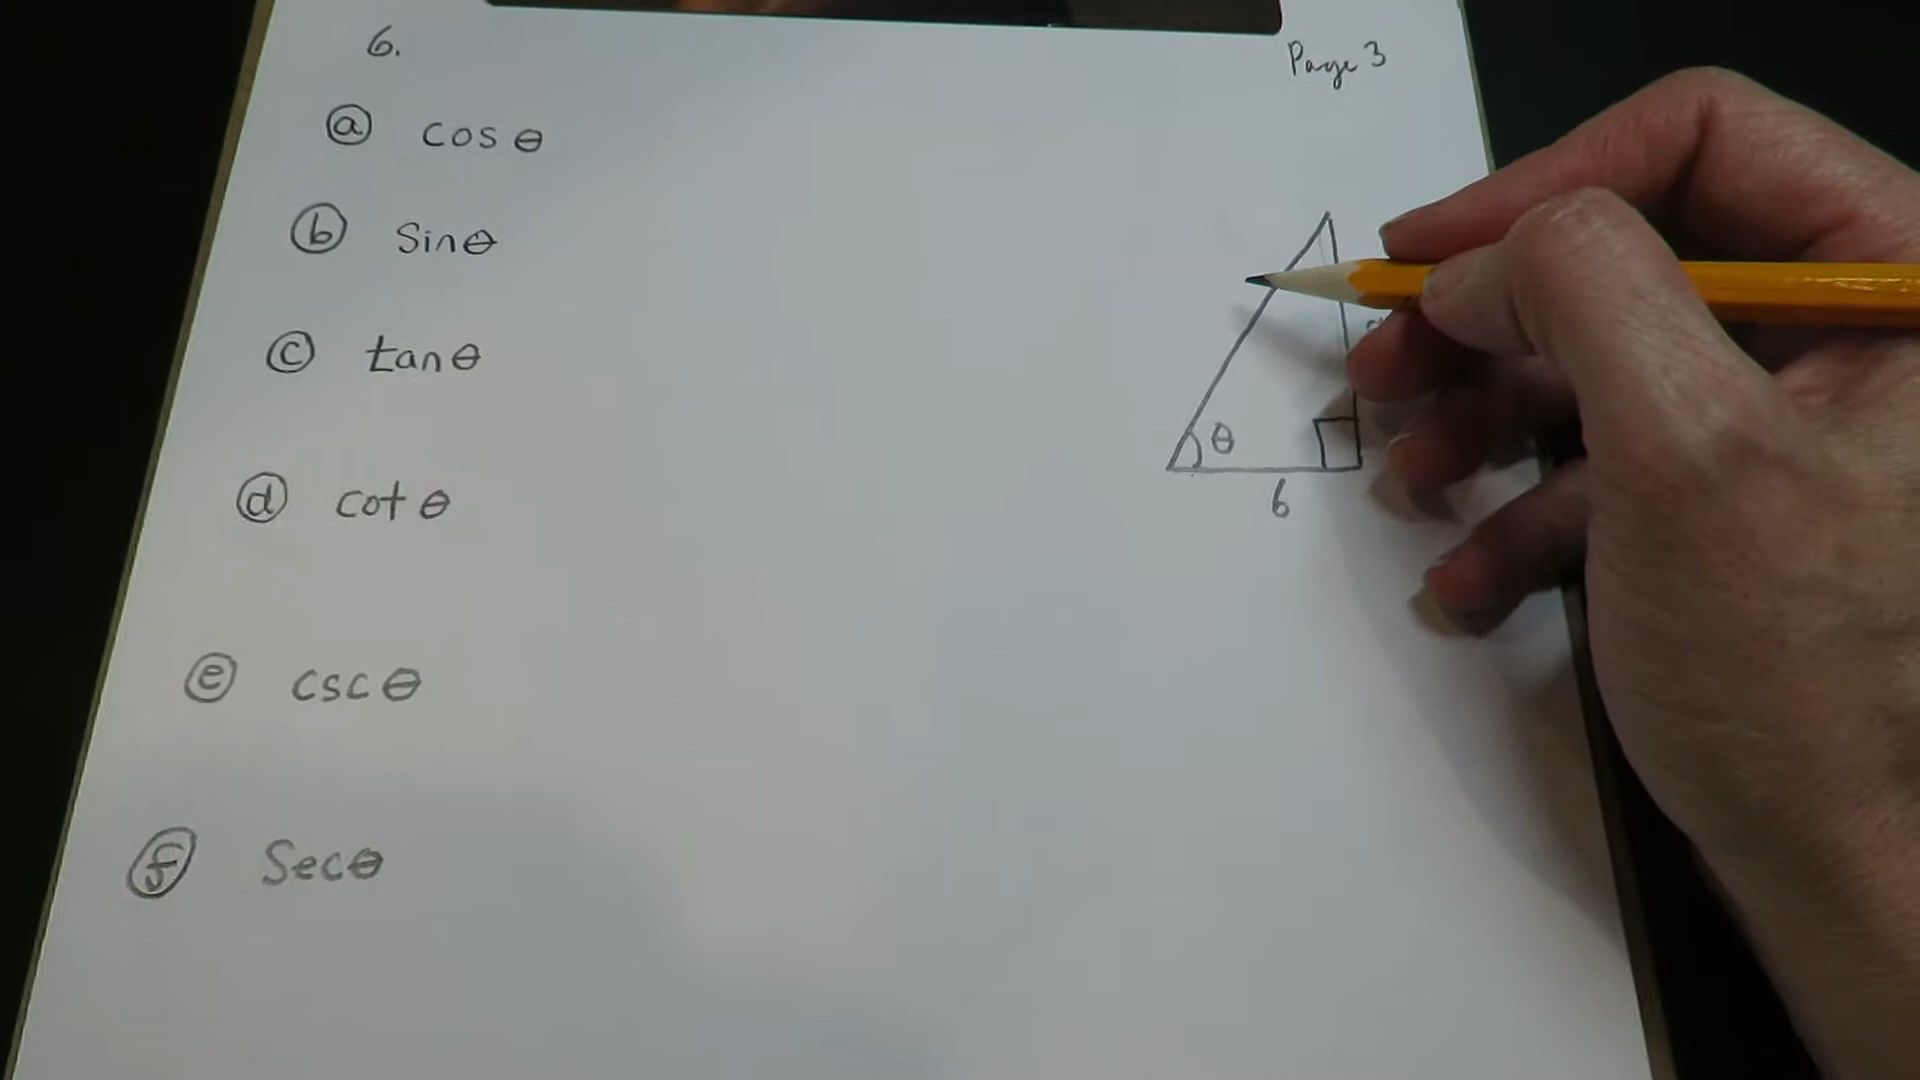 6.
Page 3
a cos θ
b Sin θ
c tan θ
d cot θ
e csc θ
f Sec θ
θ
6